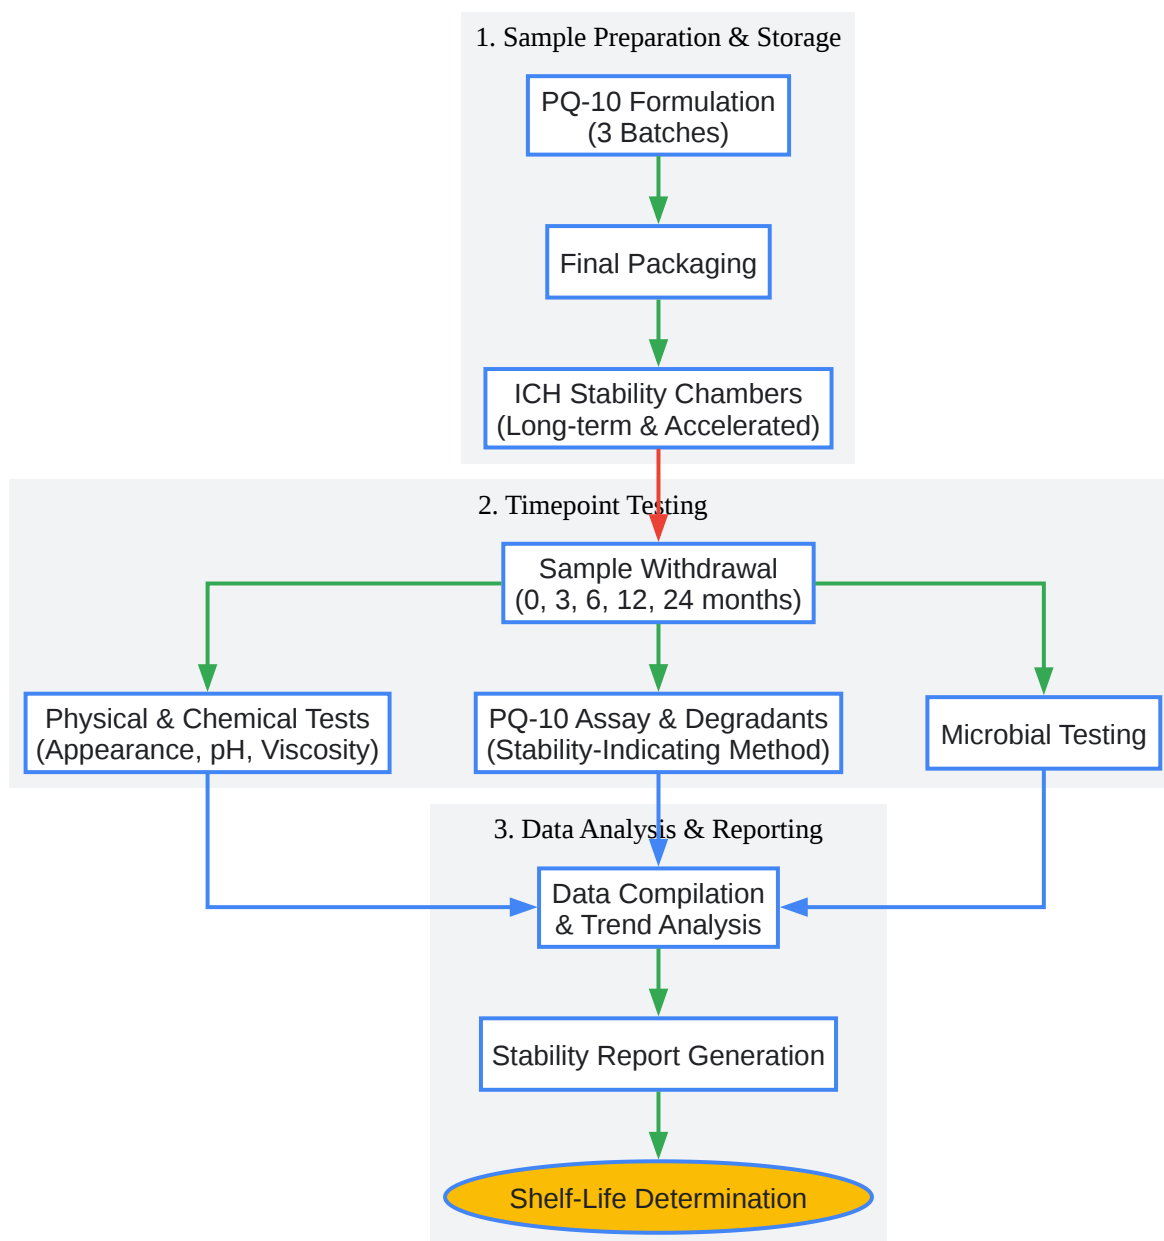 1. Sample Preparation & Storage
PQ-10 Formulation
(3 Batches)
Final Packaging
ICH Stability Chambers
(Long-term & Accelerated)
2. Timepoint Testing
Sample Withdrawal
(0, 3, 6, 12, 24 months)
Physical & Chemical Tests
(Appearance, pH, Viscosity)
PQ-10 Assay & Degradants
(Stability-Indicating Method)
Microbial Testing
3. Data Analysis & Reporting
Data Compilation
& Trend Analysis
Stability Report Generation
Shelf-Life Determination